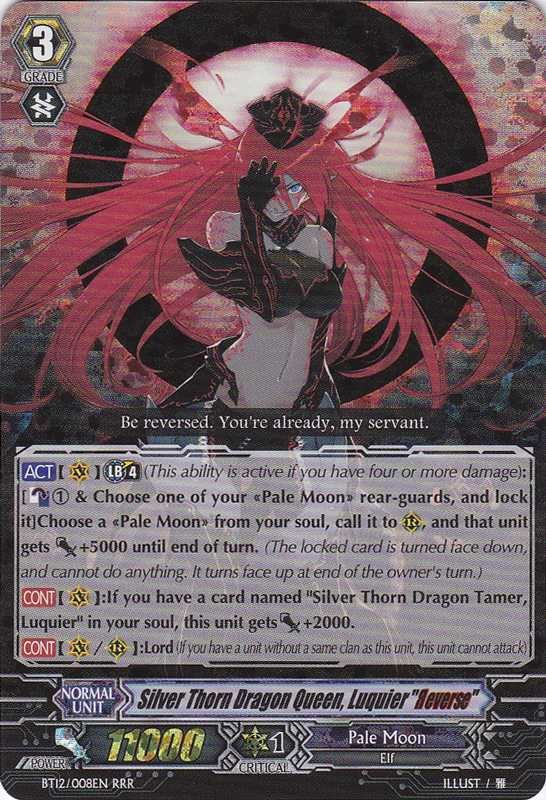 3
GRADE
Be reversed. You're already, my servant.
ACT [ V ] LB 4 (This ability is active if you have four or more damage):
[ 1 & Choose one of your «Pale Moon» rear-guards, and lock
it]Choose a «Pale Moon» from your soul, call it to R, and that unit
gets +5000 until end of turn. (The locked card is turned face down,
and cannot do anything. It turns face up at end of the owner's turn.)
CONT [ V ]:If you have a card named "Silver Thorn Dragon Tamer,
Luquier" in your soul, this unit gets +2000.
CONT [ V / R ]:Lord (If you have a unit without a same clan as this unit, this unit cannot attack)
NORMAL
UNIT
Silver Thorn Dragon Queen, Luquier "Reverse"
POWER
11000
1
CRITICAL
Pale Moon
Elf
BT12/008EN RRR
ILLUST / 雅